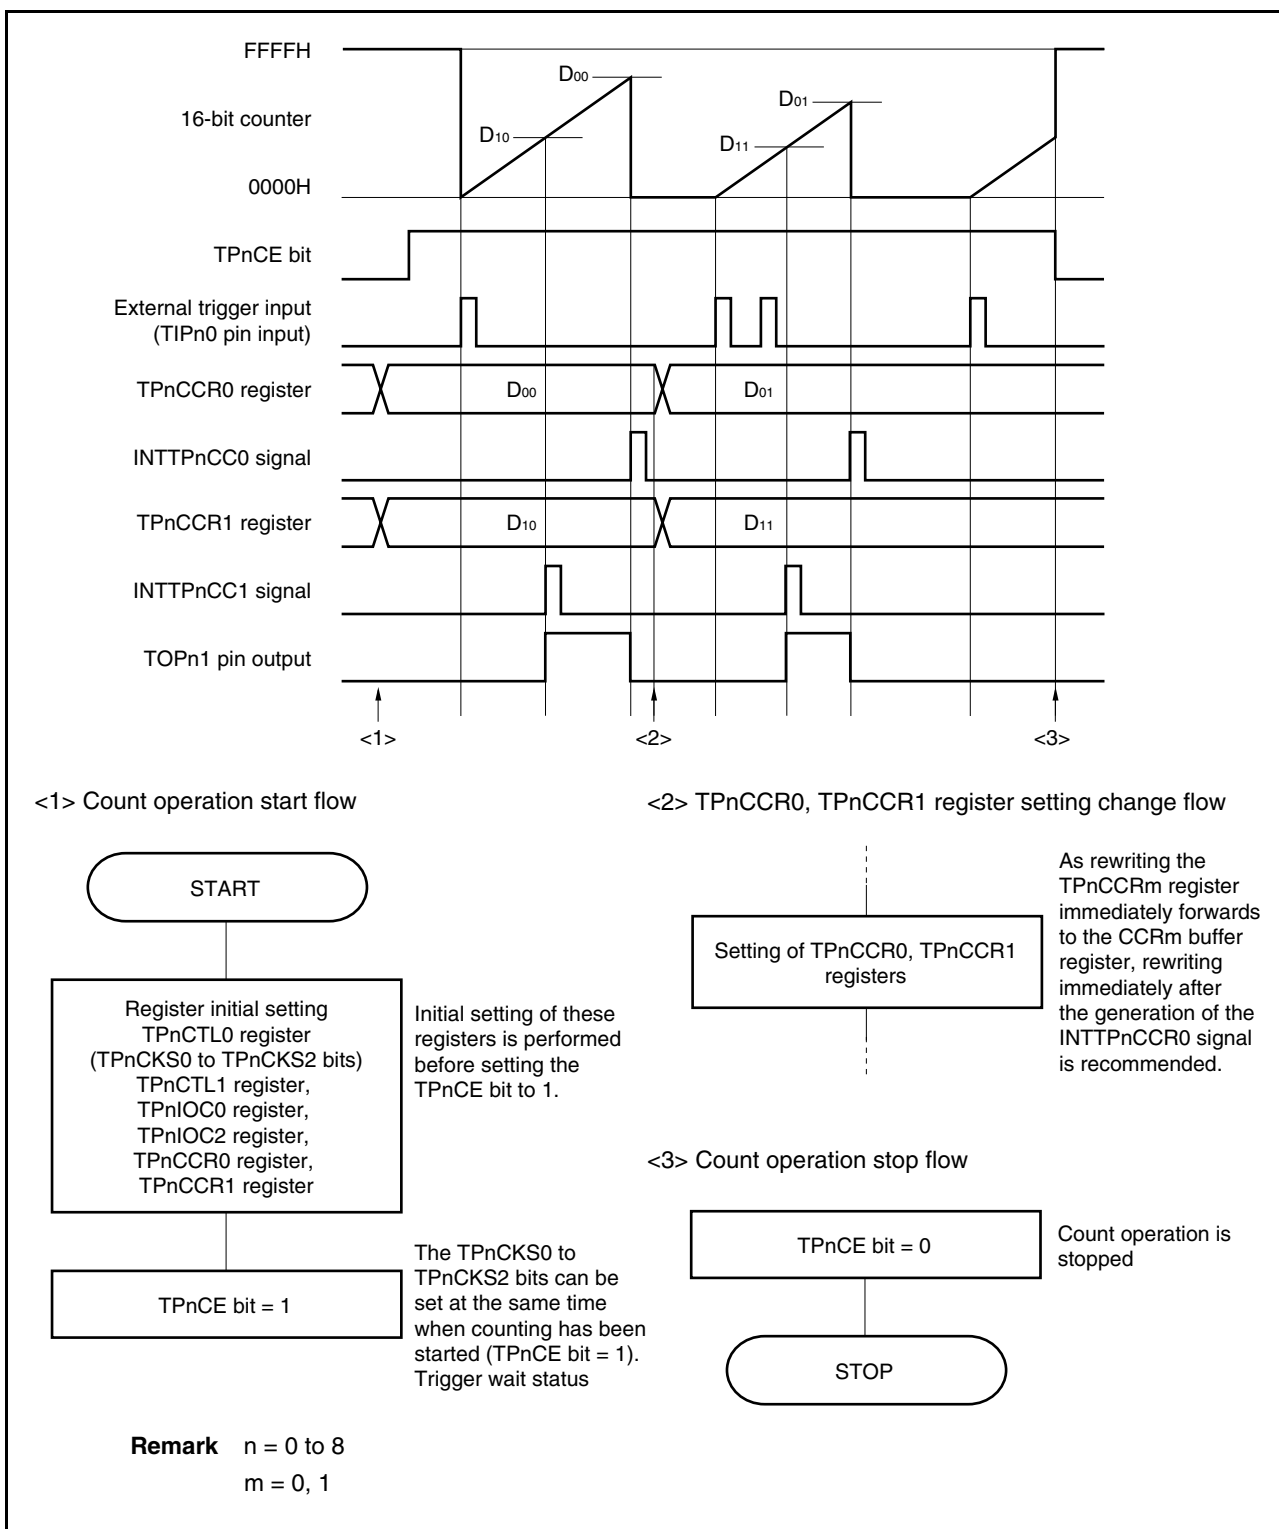 FFFFH
D00
D01
16-bit counter
D10
D11
0000H
TPnCE bit
External trigger input
(TIPn0 pin input)
TPnCCR0 register
D00
D01
INTTPnCC0 signal
TPnCCR1 register
D10
D11
INTTPnCC1 signal
TOPn1 pin output
<1>
<2>
<3>
<1> Count operation start flow
START
Register initial setting
TPnCTL0 register
(TPnCKS0 to TPnCKS2 bits)
TPnCTL1 register,
TPnIOC0 register,
TPnIOC2 register,
TPnCCR0 register,
TPnCCR1 register
Initial setting of these
registers is performed
before setting the
TPnCE bit to 1.
TPnCE bit = 1
The TPnCKS0 to
TPnCKS2 bits can be
set at the same time
when counting has been
started (TPnCE bit = 1).
Trigger wait status
<2> TPnCCR0, TPnCCR1 register setting change flow
Setting of TPnCCR0, TPnCCR1
registers
As rewriting the
TPnCCRm register
immediately forwards
to the CCRm buffer
register, rewriting
immediately after
the generation of the
INTTPnCCR0 signal
is recommended.
<3> Count operation stop flow
TPnCE bit = 0
Count operation is
stopped
STOP
Remark n = 0 to 8
m = 0, 1